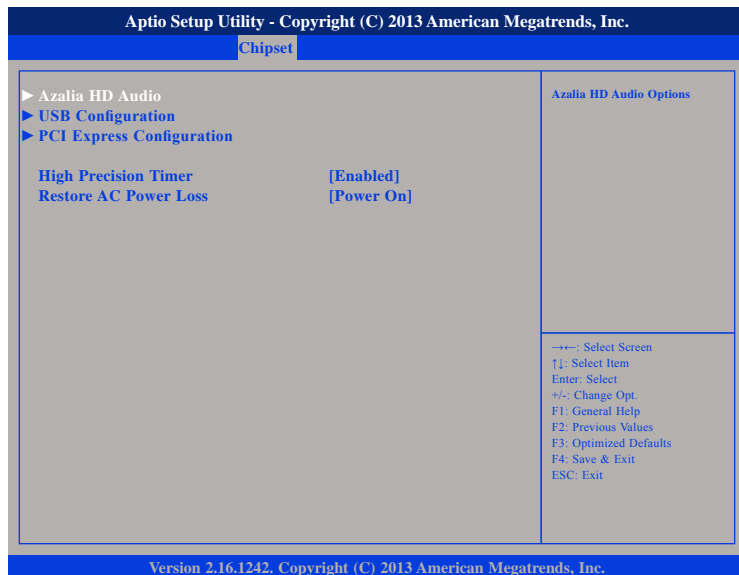 Aptio Setup Utility - Copyright (C) 2013 American Megatrends, Inc.
Chipset
► Azalia HD Audio
► USB Configuration
► PCI Express Configuration
High Precision Timer [Enabled]
Restore AC Power Loss [Power On]
Azalia HD Audio Options
→←: Select Screen
↑↓: Select Item
Enter: Select
+/-: Change Opt.
F1: General Help
F2: Previous Values
F3: Optimized Defaults
F4: Save & Exit
ESC: Exit
Version 2.16.1242. Copyright (C) 2013 American Megatrends, Inc.